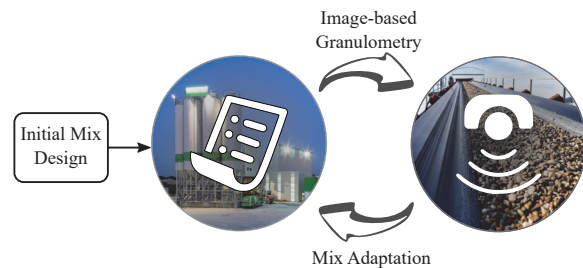 Image-based
Granulometry
Initial Mix
Design
Mix Adaptation